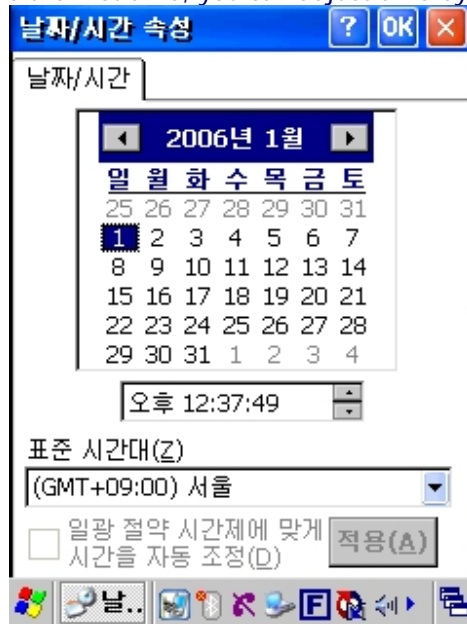 날짜/시간 속성 ? OK ×
날짜/시간
2006년 1월
일 월 화 수 목 금 토
25 26 27 28 29 30 31
1 2 3 4 5 6 7
8 9 10 11 12 13 14
15 16 17 18 19 20 21
22 23 24 25 26 27 28
29 30 31 1 2 3 4
오후 12:37:49
표준 시간대(Z)
(GMT+09:00) 서울
일광 절약 시간제에 맞게
시간을 자동 조정(D)
적용(A)
날.. F